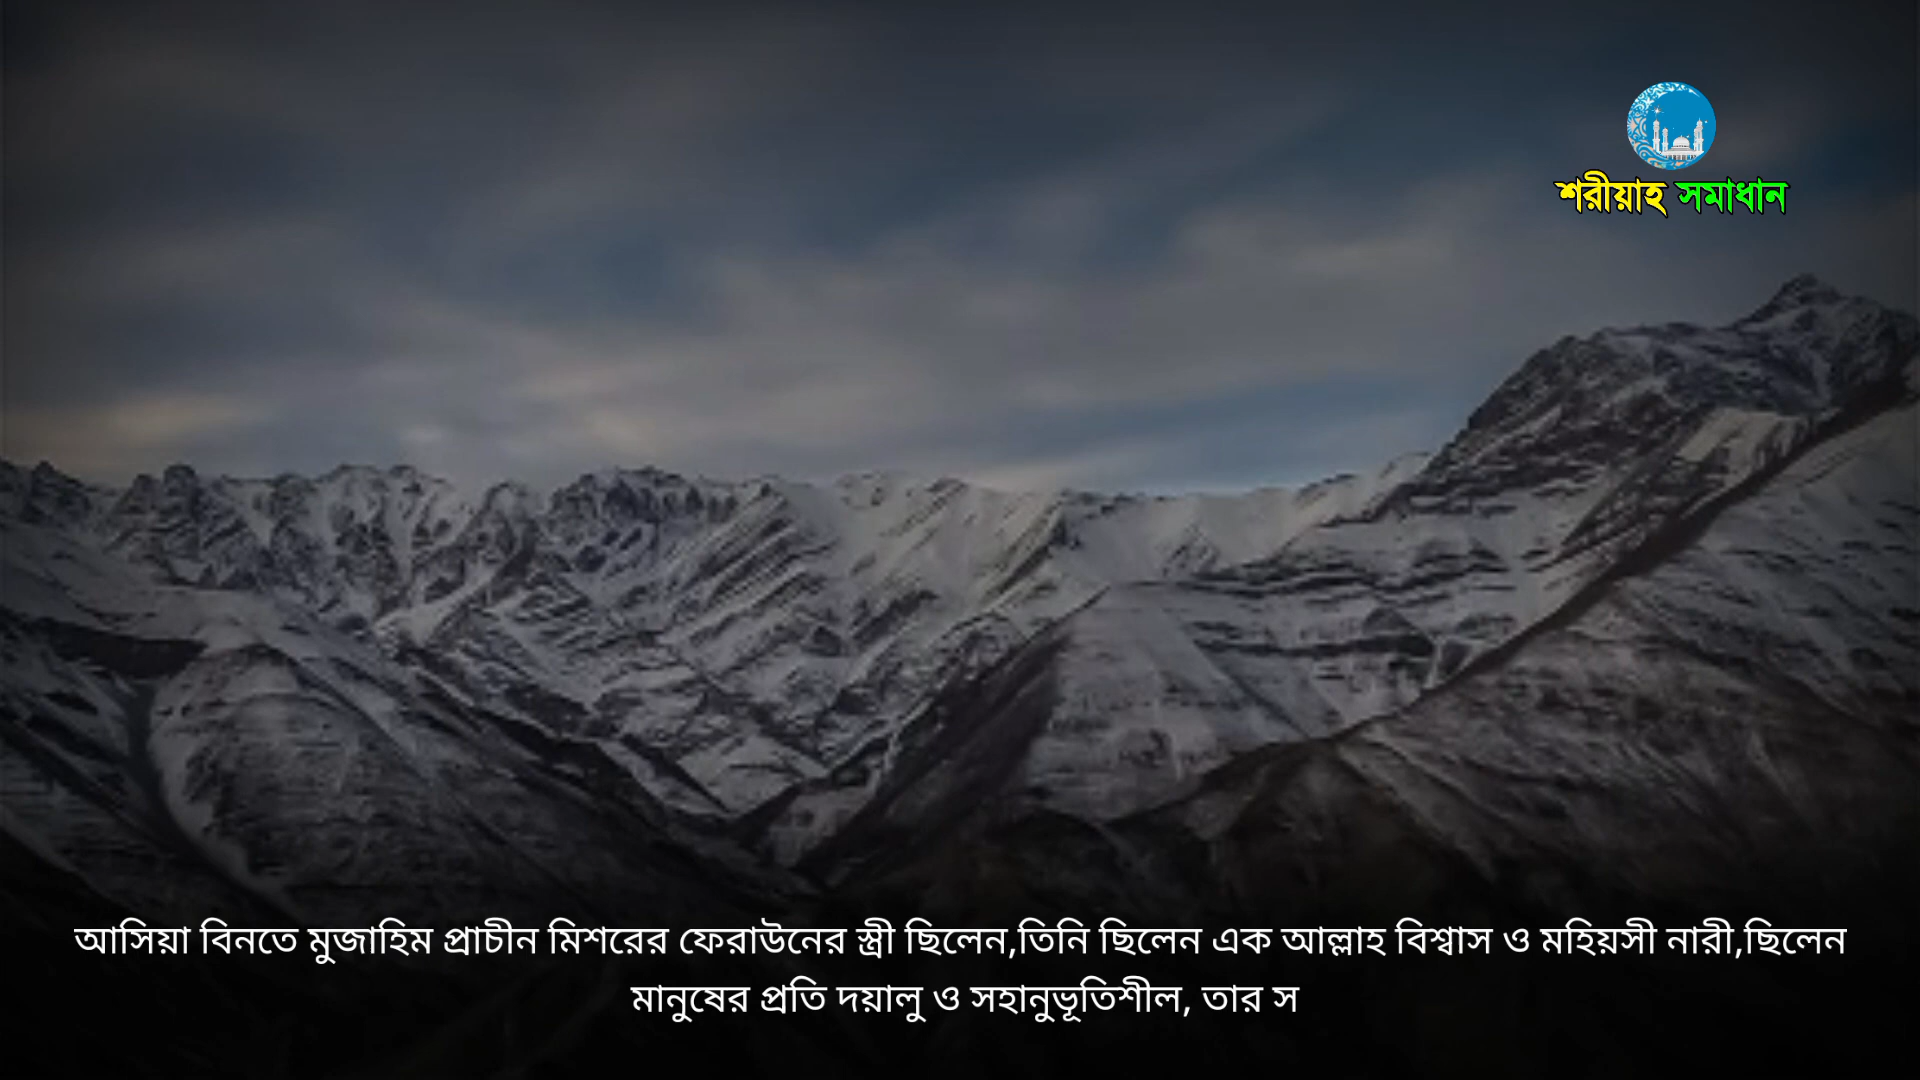 শরীয়াহ সমাধান
আসিয়া বিনতে মুজাহিম প্রাচীন মিশরের ফেরাউনের স্ত্রী ছিলেন,তিনি ছিলেন এক আল্লাহ বিশ্বাস ও মহিয়সী নারী,ছিলেন
মানুষের প্রতি দয়ালু ও সহানুভূতিশীল, তার স